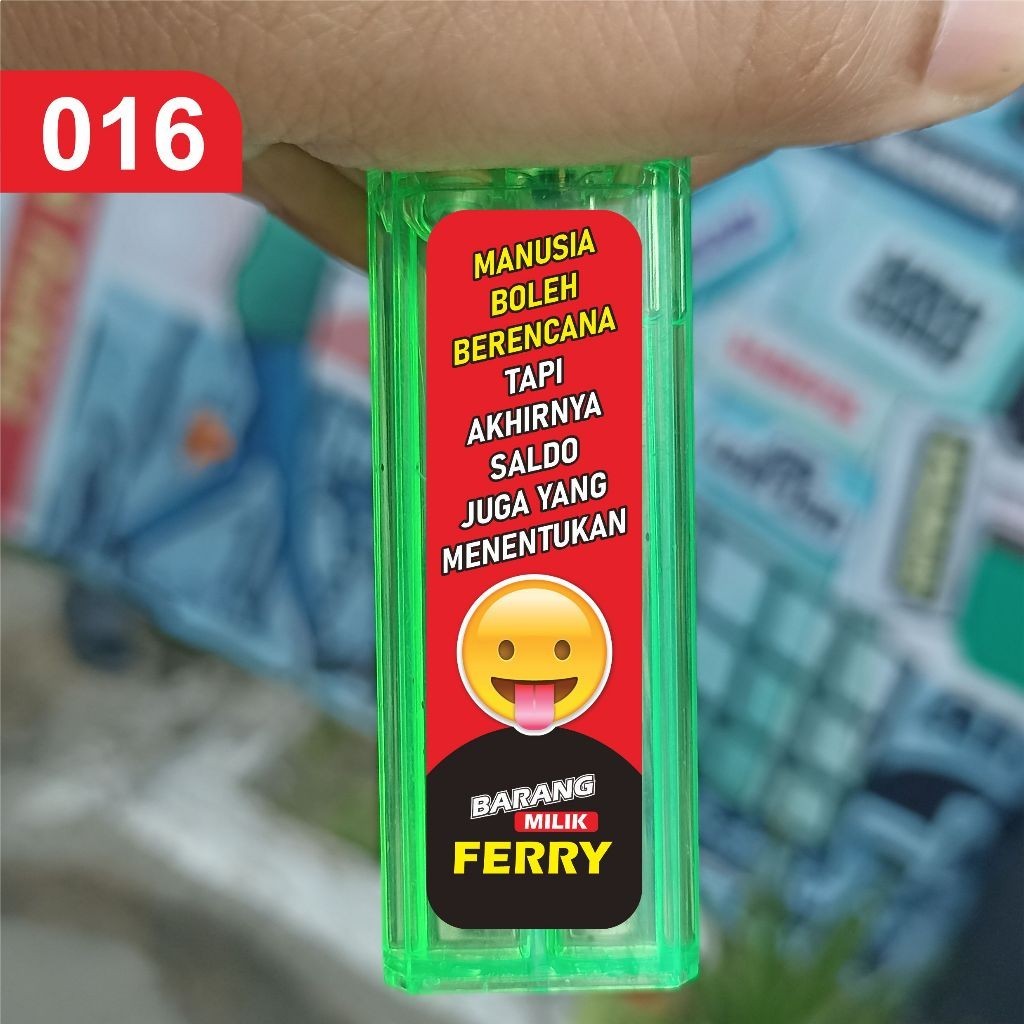 016
MANUSIA
BOLEH
BERENCANA
TAPI
AKHIRNYA
SALDO
JUGA YANG
MENENTUKAN
BARANG
MILIK
FERRY